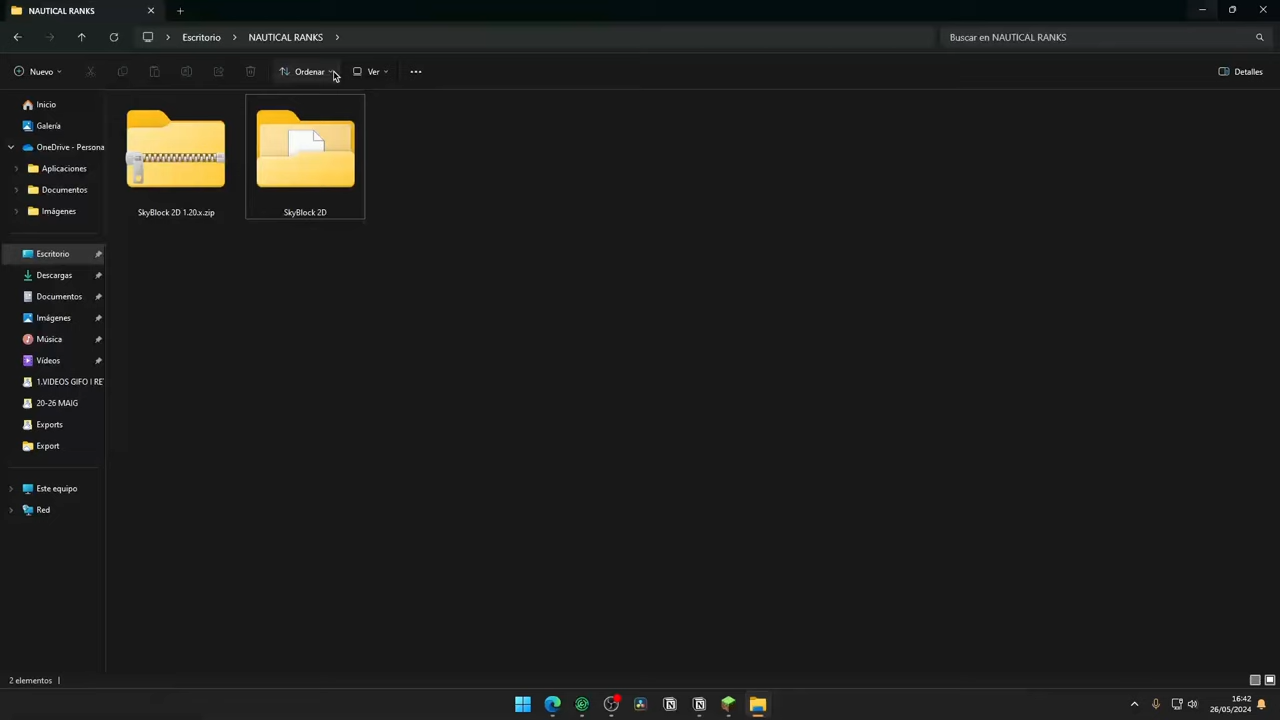 NAUTICAL RANKS
Escritorio
NAUTICAL RANKS
Buscar en NAUTICAL RANKS
Nuevo
Ordenar
Ver
Detalles
Inicio
Galería
OneDrive - Persona
Aplicaciones
Documentos
Imágenes
Escritorio
Descargas
Documentos
Imágenes
Música
Vídeos
1.VIDEOS GIFO I RE
20-26 MAIG
Exports
Export
Este equipo
Red
SkyBlock 2D 1.20.x.zip
SkyBlock 2D
2 elementos
16:42
26/05/2024